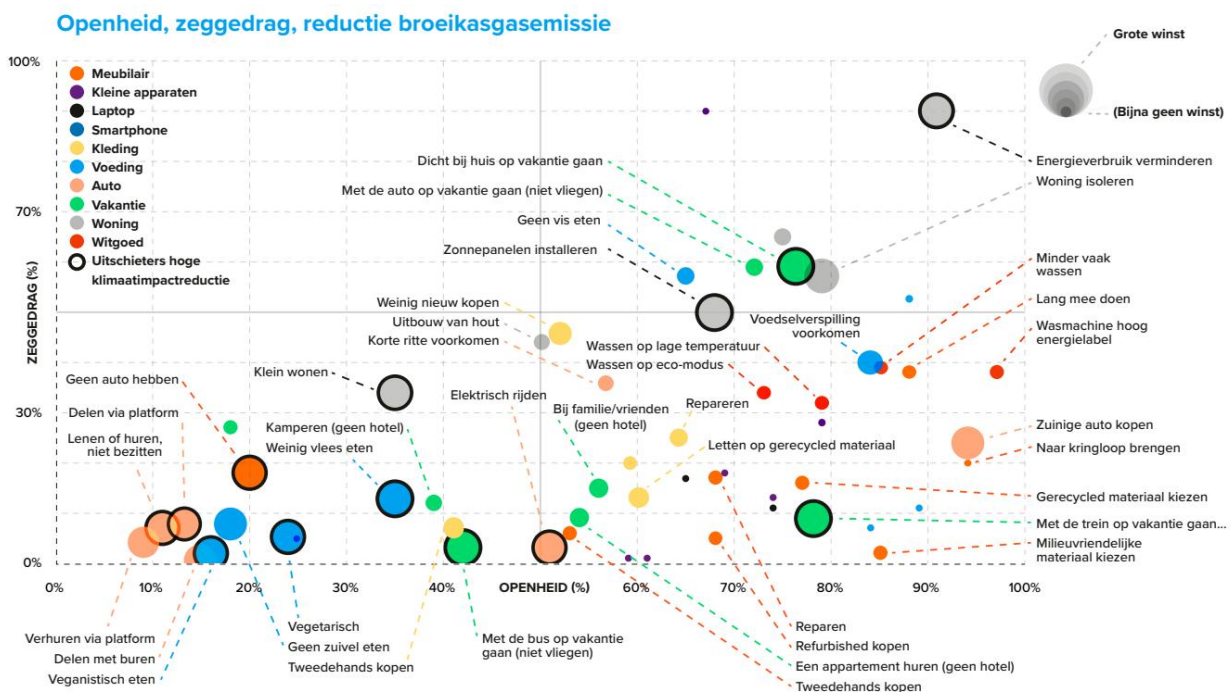 Openheid, zeggedrag, reductie broeikasgasemissie
Grote winst
(Bijna geen winst)
100%
70%
30%
0%
ZEGGEDRAG (%)
Meubilair
Kleine apparaten
Laptop
Smartphone
Kleding
Voeding
Auto
Vakantie
Woning
Witgoed
Uitschieters hoge
klimaatimpactreductie
Dicht bij huis op vakantie gaan
Met de auto op vakantie gaan (niet vliegen)
Geen vis eten
Zonnepanelen installeren
Energieverbruik verminderen
Woning isoleren
Minder vaak
wassen
Lang mee doen
Wasmachine hoog
energielabel
Weinig nieuw kopen
Uitbouw van hout
Korte ritte voorkomen
Voedselverspilling
voorkomen
Wassen op lage temperatuur
Wassen op eco-modus
Geen auto hebben
Klein wonen
Elektrisch rijden
Delen via platform
Lenen of huren,
niet bezitten
Kamperen (geen hotel)
Weinig vlees eten
Bij familie/vrienden
(geen hotel)
Repareren
Letten op gerecycled materiaal
Zuinige auto kopen
Naar kringloop brengen
Gerecycled materiaal kiezen
Met de trein op vakantie gaan...
Milieuvriendelijke
materiaal kiezen
0%
10%
20%
30%
40%
OPENHEID (%)
60%
70%
80%
90%
100%
Verhuren via platform
Delen met buren
Veganistisch eten
Vegetarisch
Geen zuivel eten
Tweedehands kopen
Met de bus op vakantie
gaan (niet vliegen)
Reparen
Refurbished kopen
Een appartement huren (geen hotel)
Tweedehands kopen